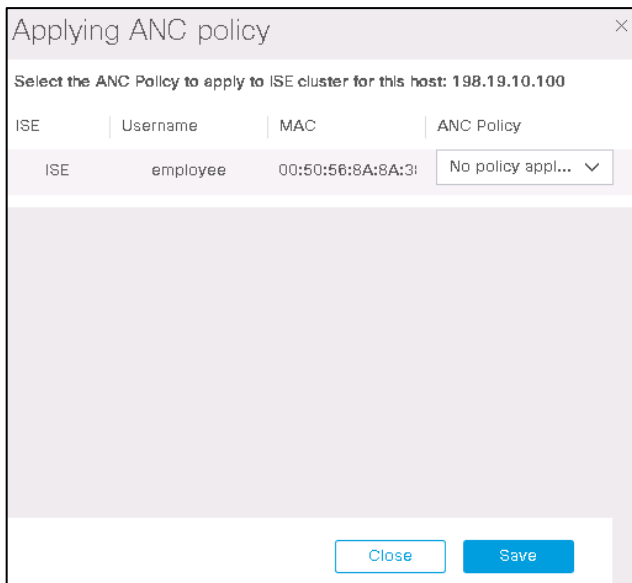 Applying ANC policy
Select the ANC Policy to apply to ISE cluster for this host: 198.19.10.100
ISE Username MAC ANC Policy
ISE employee 00:50:56:8A:8A:3 No policy appl...
Close Save